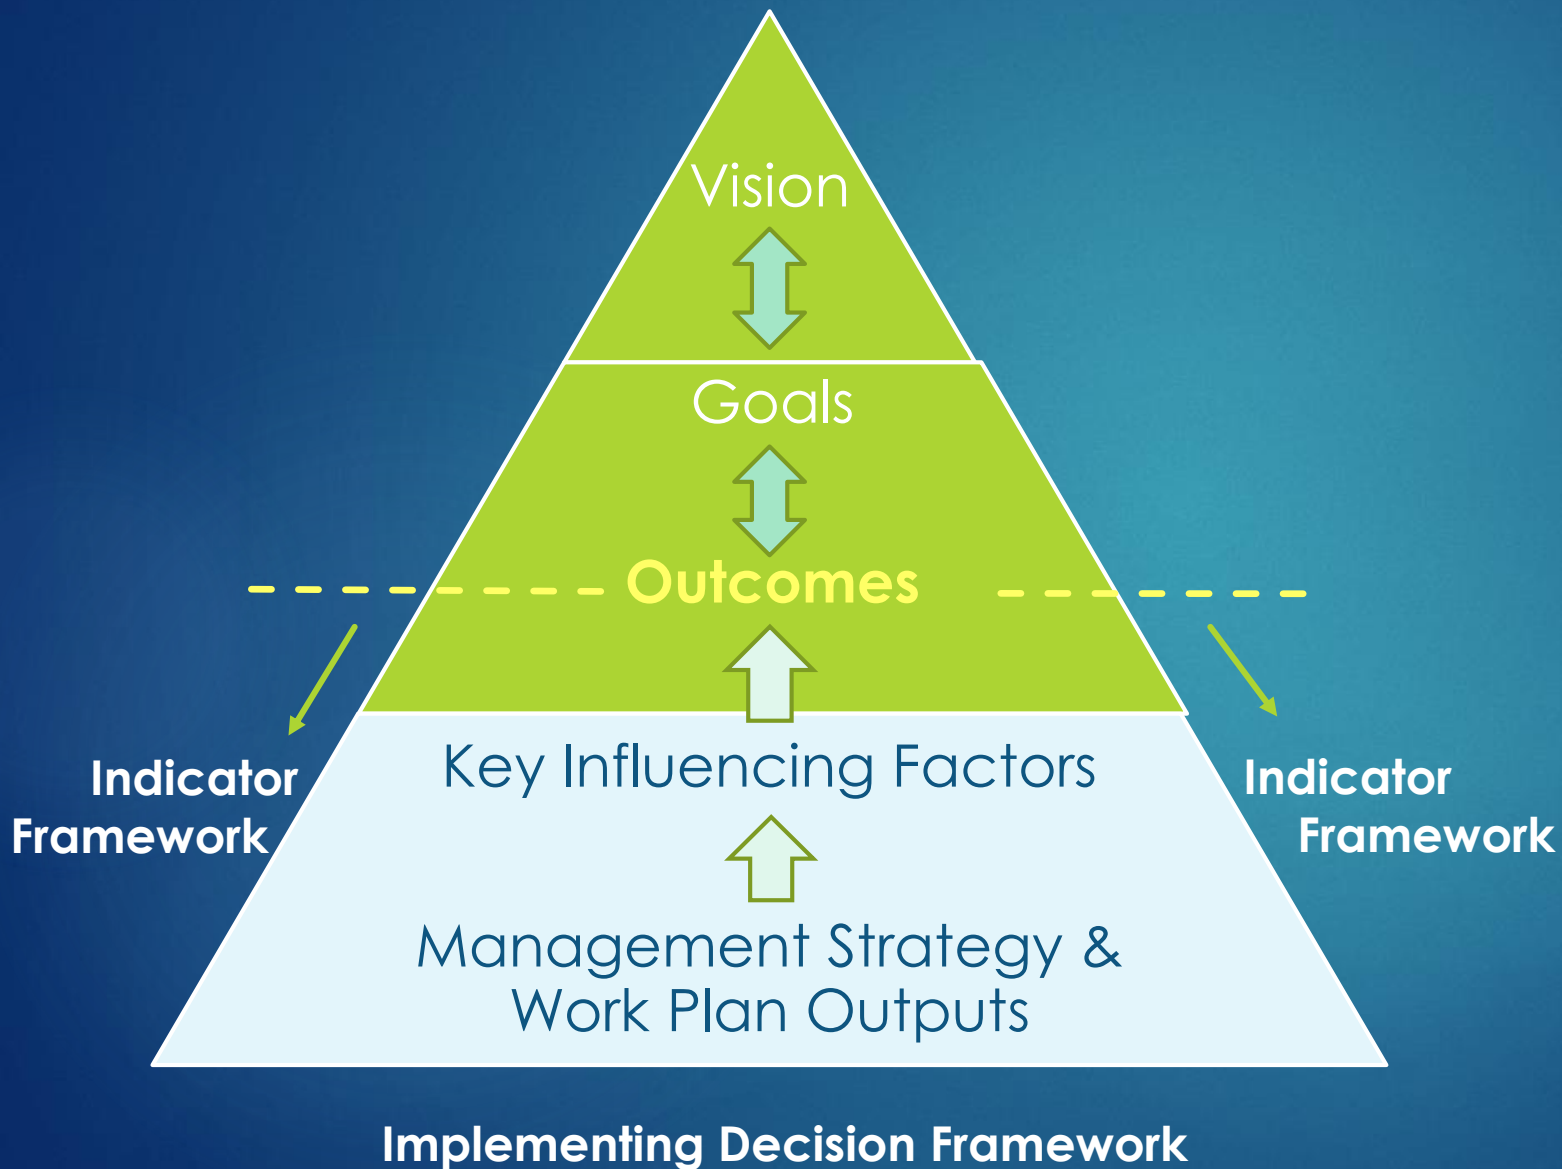 Vision
Goals
Outcomes
Key Influencing Factors
Indicator
Framework
Indicator
Framework
Management Strategy &
Work Plan Outputs
Implementing Decision Framework